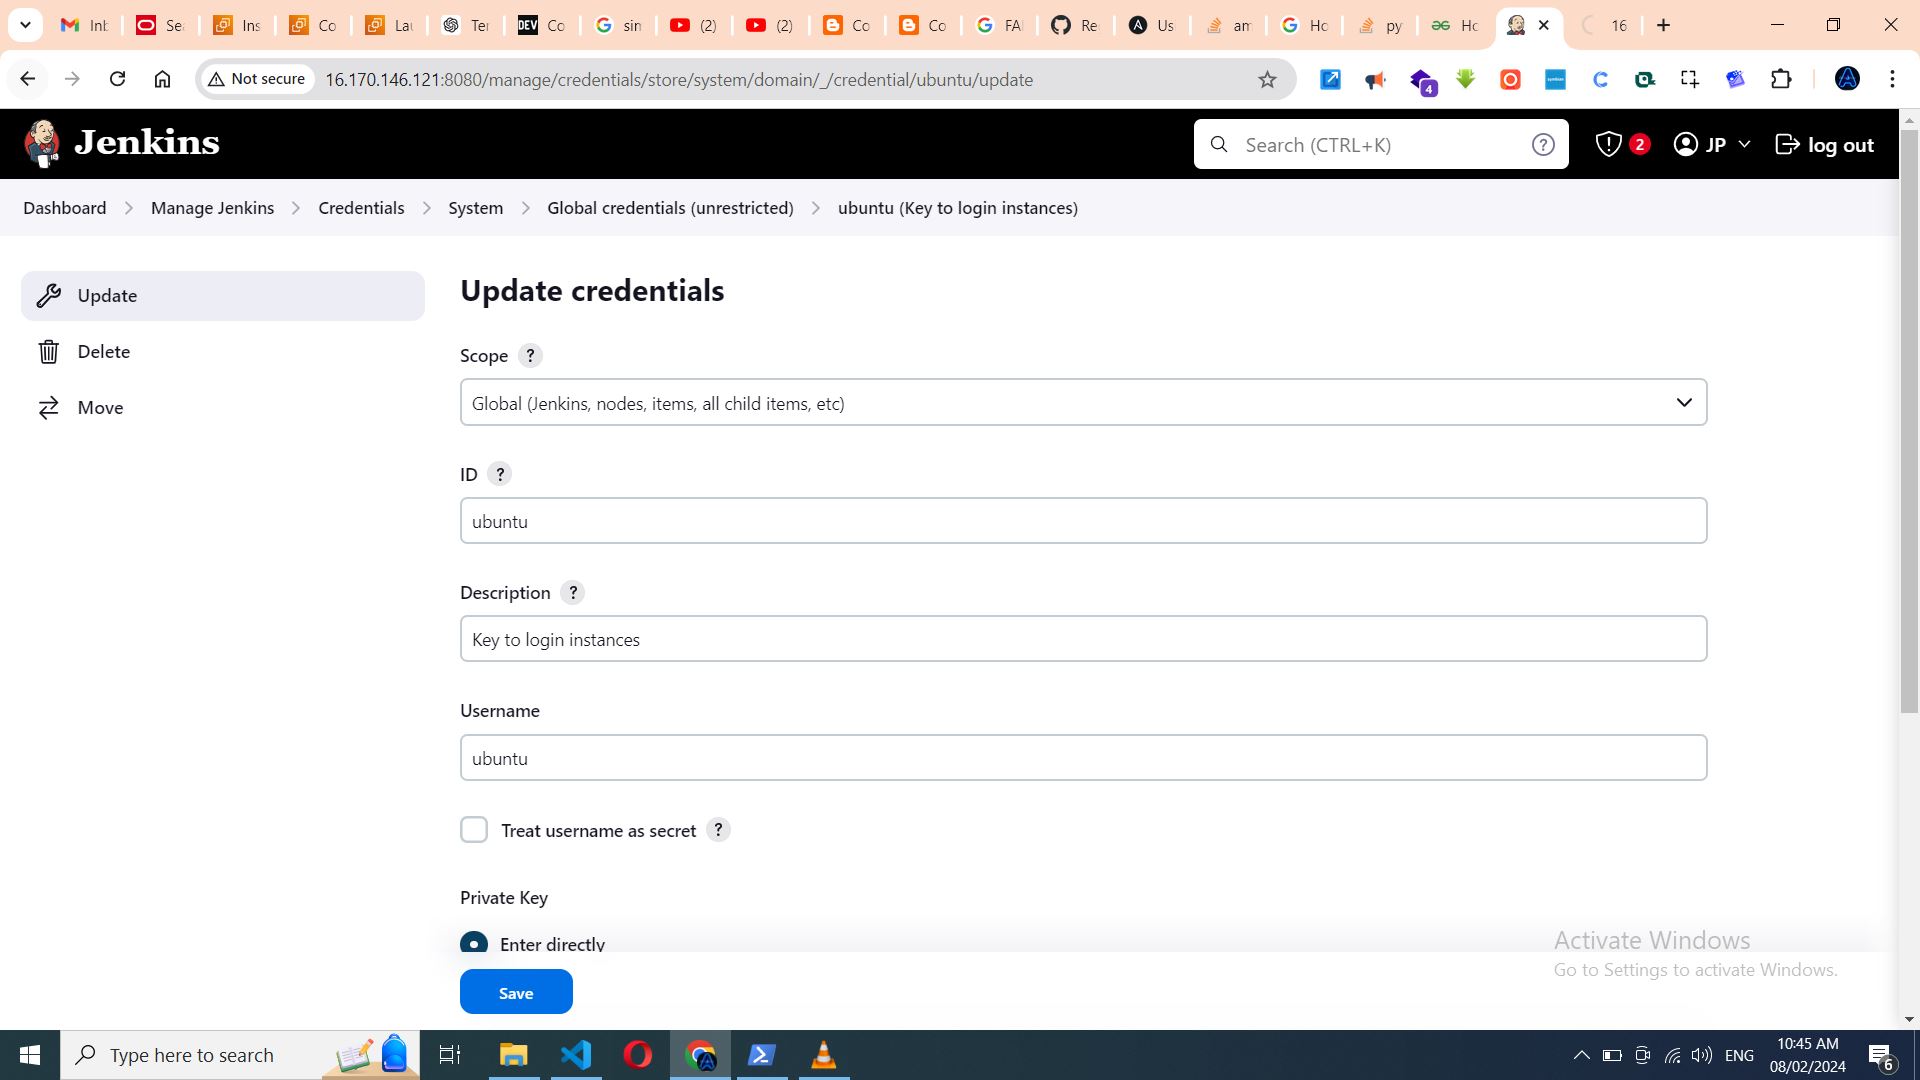 Inb
Sea
Ins
Co
Lau
Ter
DEV Co
sin
(2)
(2)
Co
Co
FA
Re
Us
am
Ho
py
Ho
16
Not secure
16.170.146.121:8080/manage/credentials/store/system/domain/_/credential/ubuntu/update
4
Jenkins
Search (CTRL+K)
2
JP
log out
Dashboard
Manage Jenkins
Credentials
System
Global credentials (unrestricted)
ubuntu (Key to login instances)
Update
Delete
Move
Update credentials
Scope ?
Global (Jenkins, nodes, items, all child items, etc)
ID ?
ubuntu
Description ?
Key to login instances
Username
ubuntu
Treat username as secret ?
Private Key
Enter directly
Save
Activate Windows
Go to Settings to activate Windows.
Type here to search
ENG
10:45 AM
08/02/2024
6